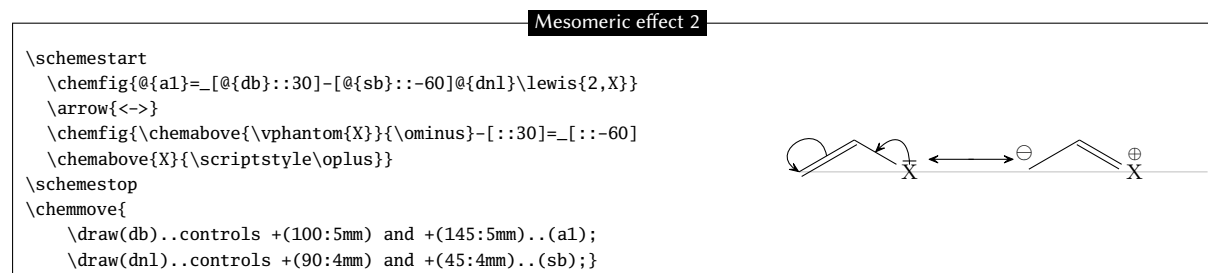 Mesomeric effect 2
\schemestart
  \chemfig{@{a1}=_[@{db}::30]-[@{sb}::-60]@{dnl}\lewis{2,X}}
  \arrow{<->}
  \chemfig{\chemabove{\vphantom{X}}{\ominus}-[::30]=_[::-60]
  \chemabove{X}{\scriptstyle\oplus}}
\schemestop
\chemmove{
    \draw(db)..controls +(100:5mm) and +(145:5mm)..(a1);
    \draw(dnl)..controls +(90:4mm) and +(45:4mm)..(sb);}
X ⊖ X ⊕